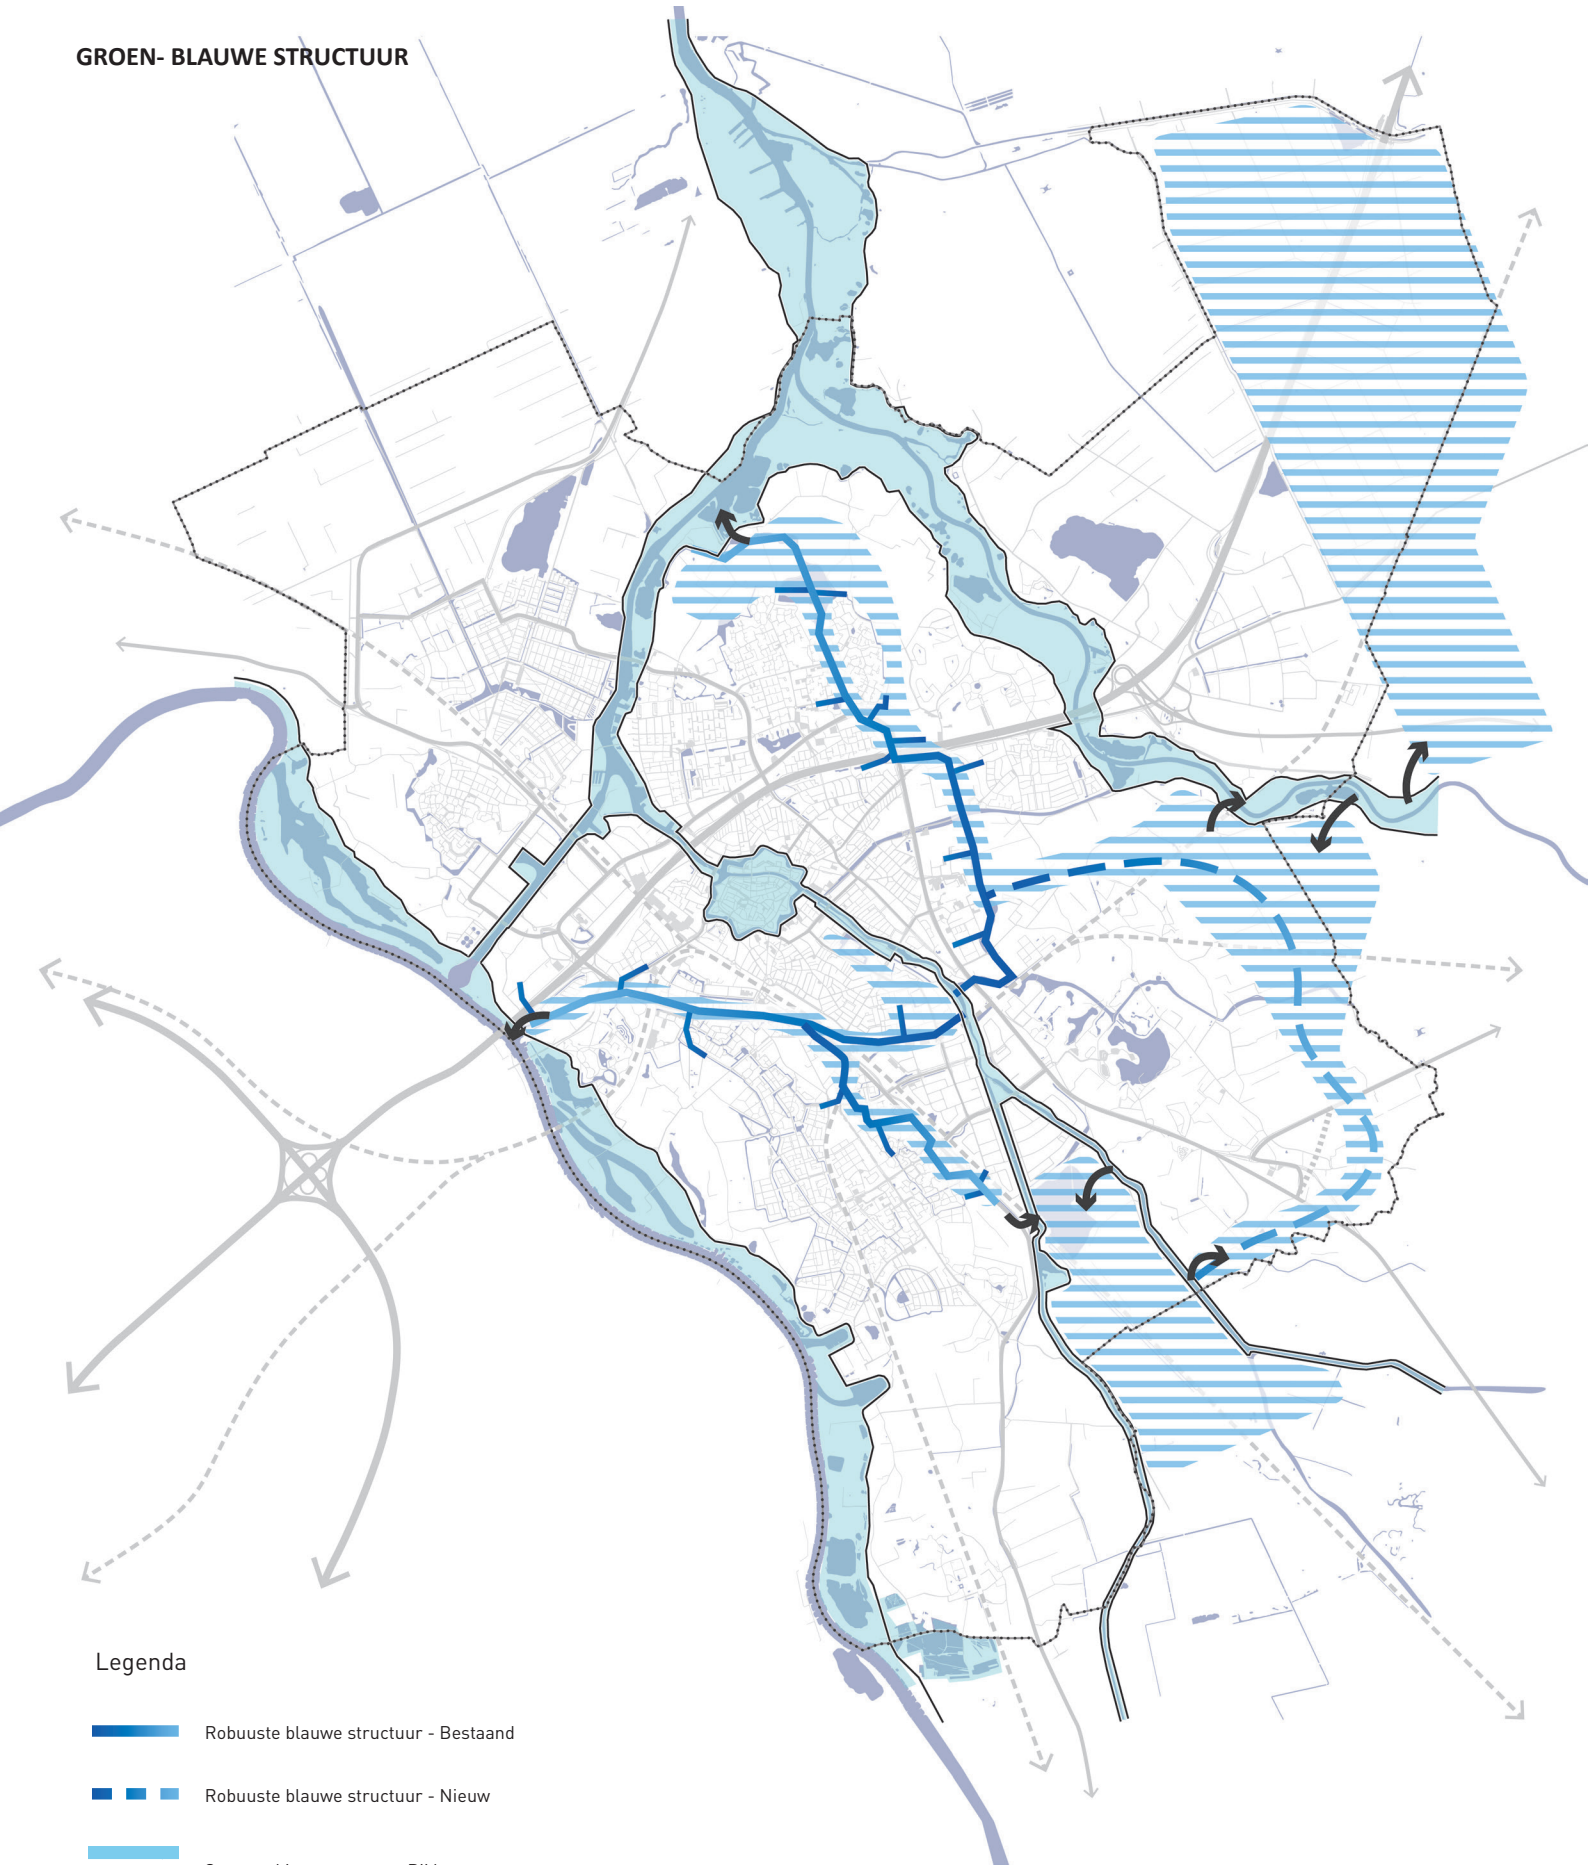 GROEN- BLAUWE STRUCTUUR
Legenda
Robuuste blauwe structuur - Bestaand
Robuuste blauwe structuur - Nieuw